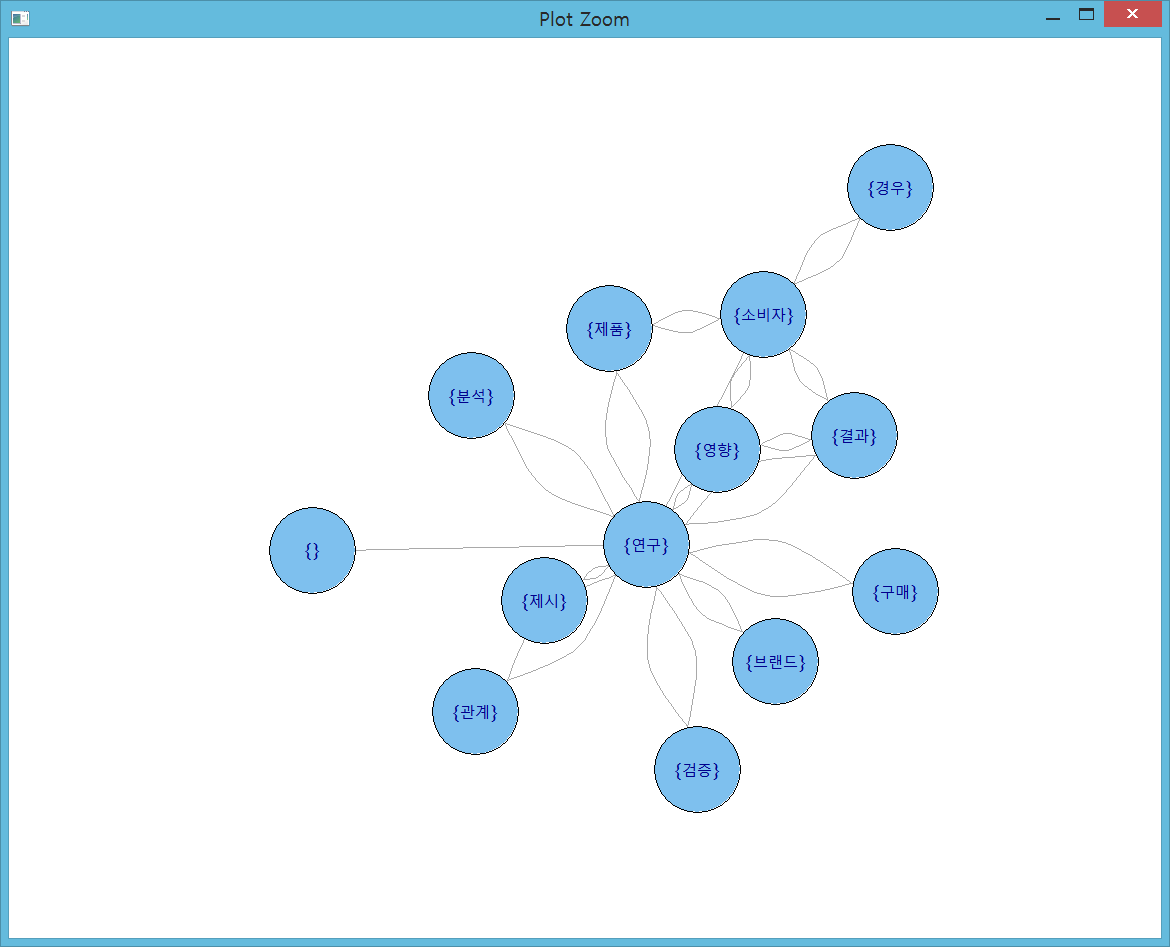 Plot Zoom
{경우}
{소비자}
{제품}
{분석}
{결과}
{영향}
{연구}
{}
{구매}
{제시}
{브랜드}
{관계}
{검증}